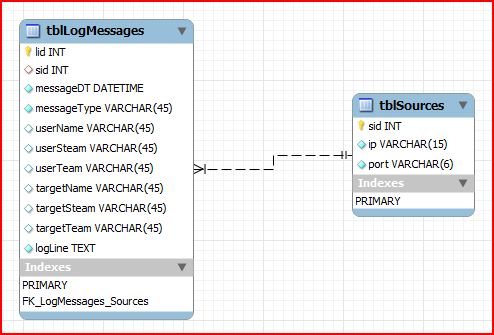 tblLogMessages
lid INT
sid INT
messageDT DATETIME
messageType VARCHAR(45)
userName VARCHAR(45)
userSteam VARCHAR(45)
userTeam VARCHAR(45)
targetName VARCHAR(45)
targetSteam VARCHAR(45)
targetTeam VARCHAR(45)
logLine TEXT
Indexes
PRIMARY
FK_LogMessages_Sources
tblSources
sid INT
ip VARCHAR(15)
port VARCHAR(6)
Indexes
PRIMARY